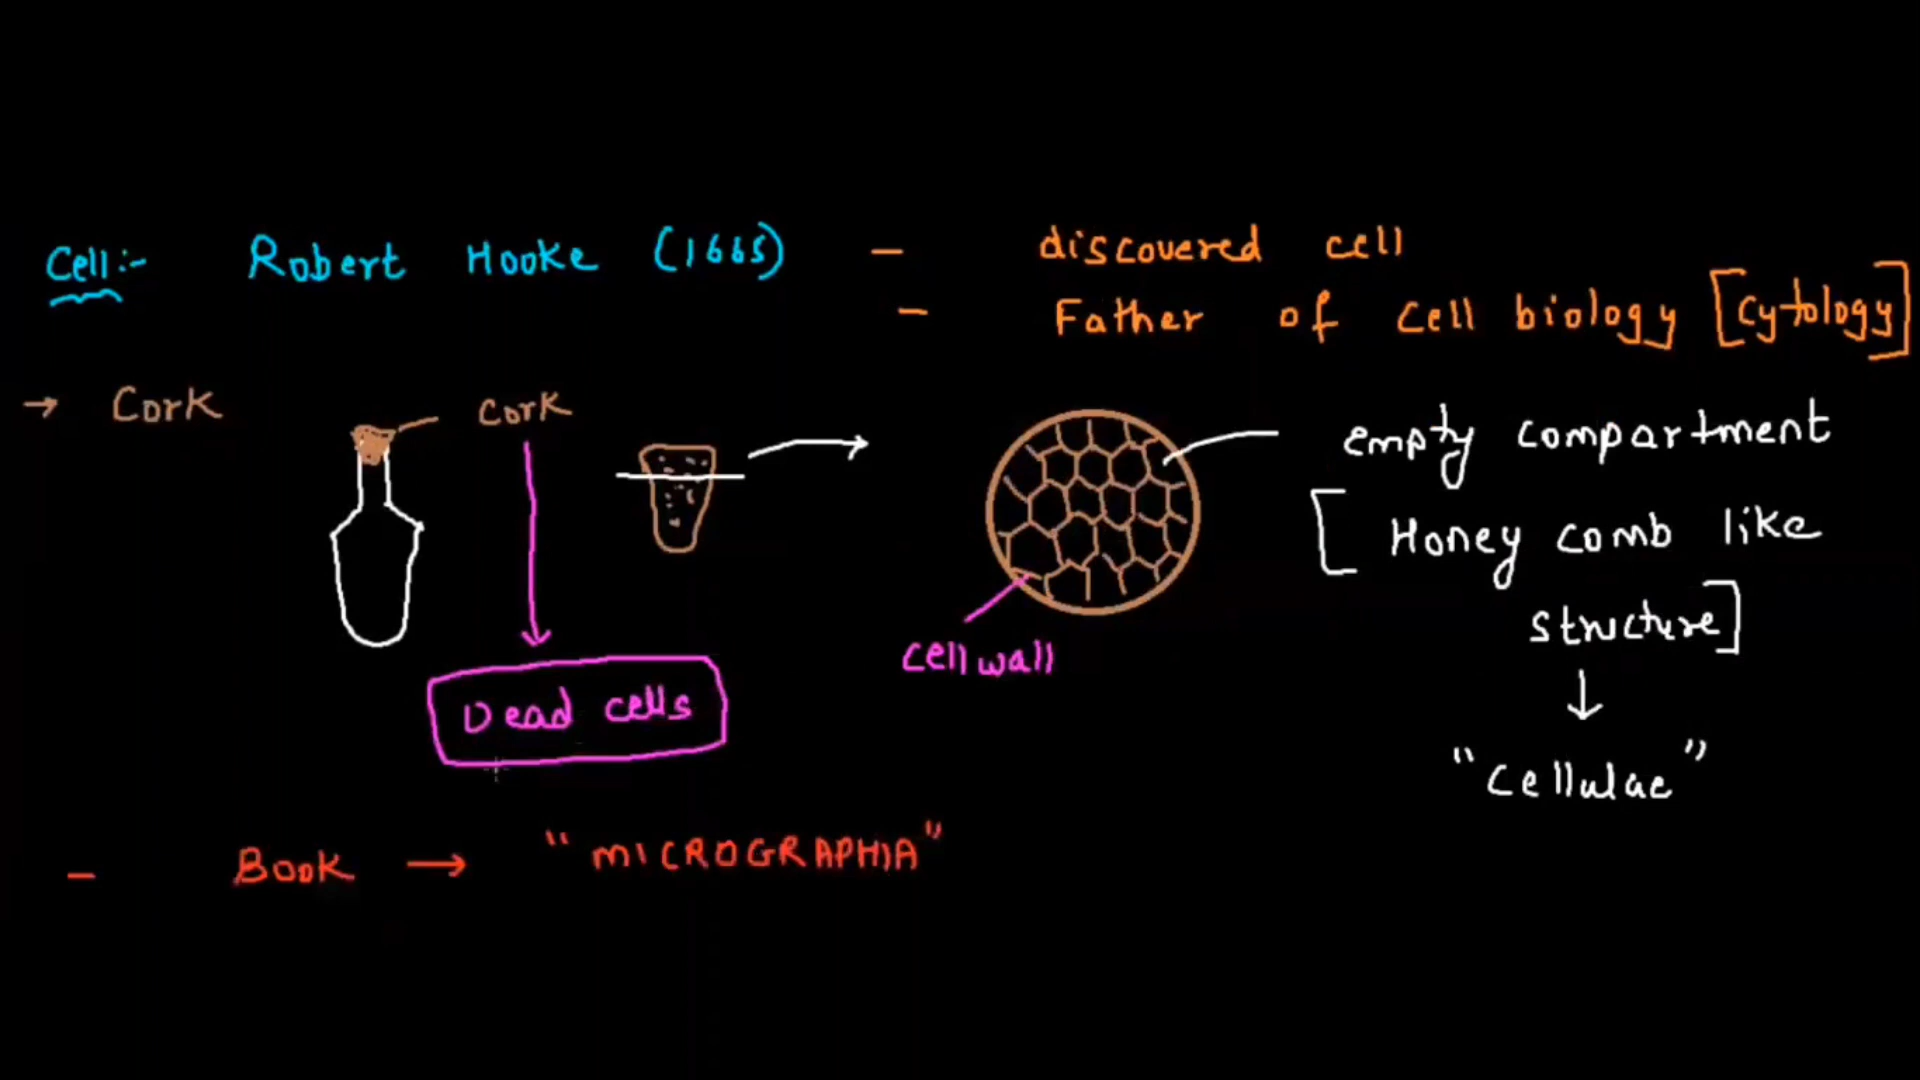 Cell:- Robert Hooke (1665) - discovered cell
- Father of cell biology [cytology]
→ Cork
cork
empty compartment
[Honey comb like
structure]
cell wall
↓
Dead cells
"cellulae"
- Book → "MICROGRAPHIA"